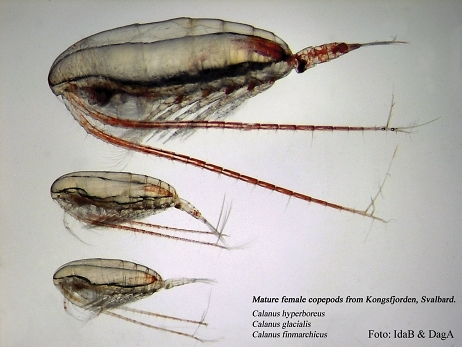 Mature female copepods from Kongsfjorden, Svalbard.
Calanus hyperboreus
Calanus glacialis
Calanus finmarchicus
Foto: IdaB & DagA